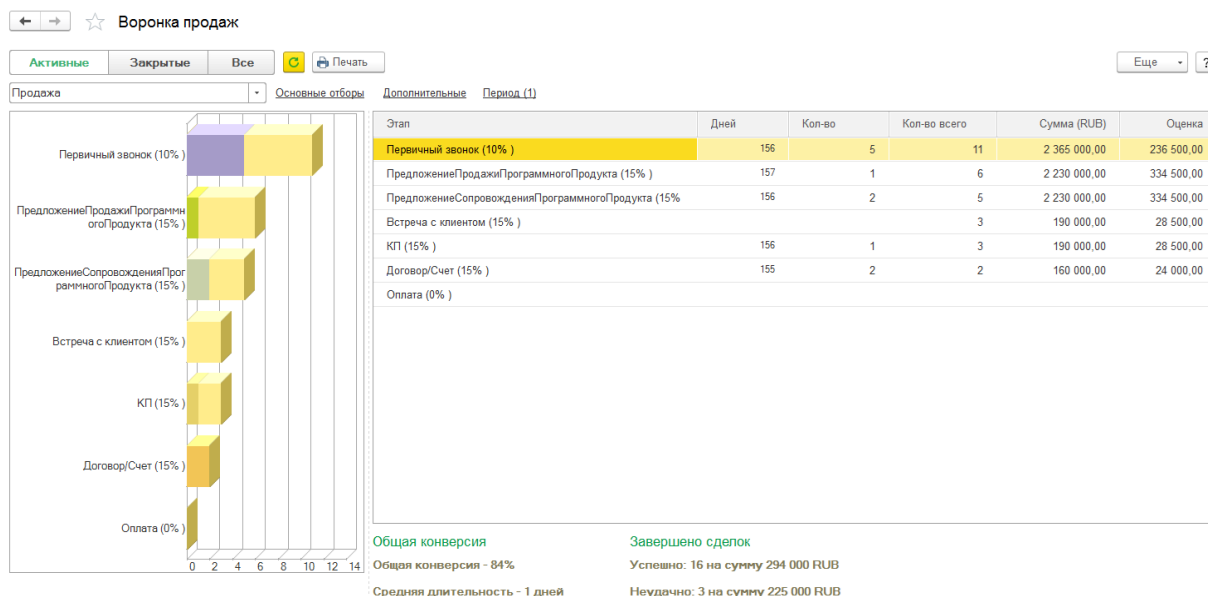 Воронка продаж
Активные Закрытые Все Печать Еще ?
Продажа Основные отборы Дополнительные Период (1)
Первичный звонок (10% )
ПредложениеПродажиПрограммн
огоПродукта (15% )
ПредложениеСопровожденияПрог
раммногоПродукта (15% )
Встреча с клиентом (15% )
КП (15% )
Договор/Счет (15% )
Оплата (0% )
0 2 4 6 8 10 12 14
Этап Дней Кол-во Кол-во всего Сумма (RUB) Оценка
Первичный звонок (10% ) 156 5 11 2 365 000,00 236 500,00
ПредложениеПродажиПрограммногоПродукта (15% ) 157 1 6 2 230 000,00 334 500,00
ПредложениеСопровожденияПрограммногоПродукта (15% 156 2 5 2 230 000,00 334 500,00
Встреча с клиентом (15% ) 3 190 000,00 28 500,00
КП (15% ) 156 1 3 190 000,00 28 500,00
Договор/Счет (15% ) 155 2 2 160 000,00 24 000,00
Оплата (0% )
Общая конверсия Завершено сделок
Общая конверсия - 84% Успешно: 16 на сумму 294 000 RUB
Средняя длительность - 1 дней Неудачно: 3 на сумму 225 000 RUB